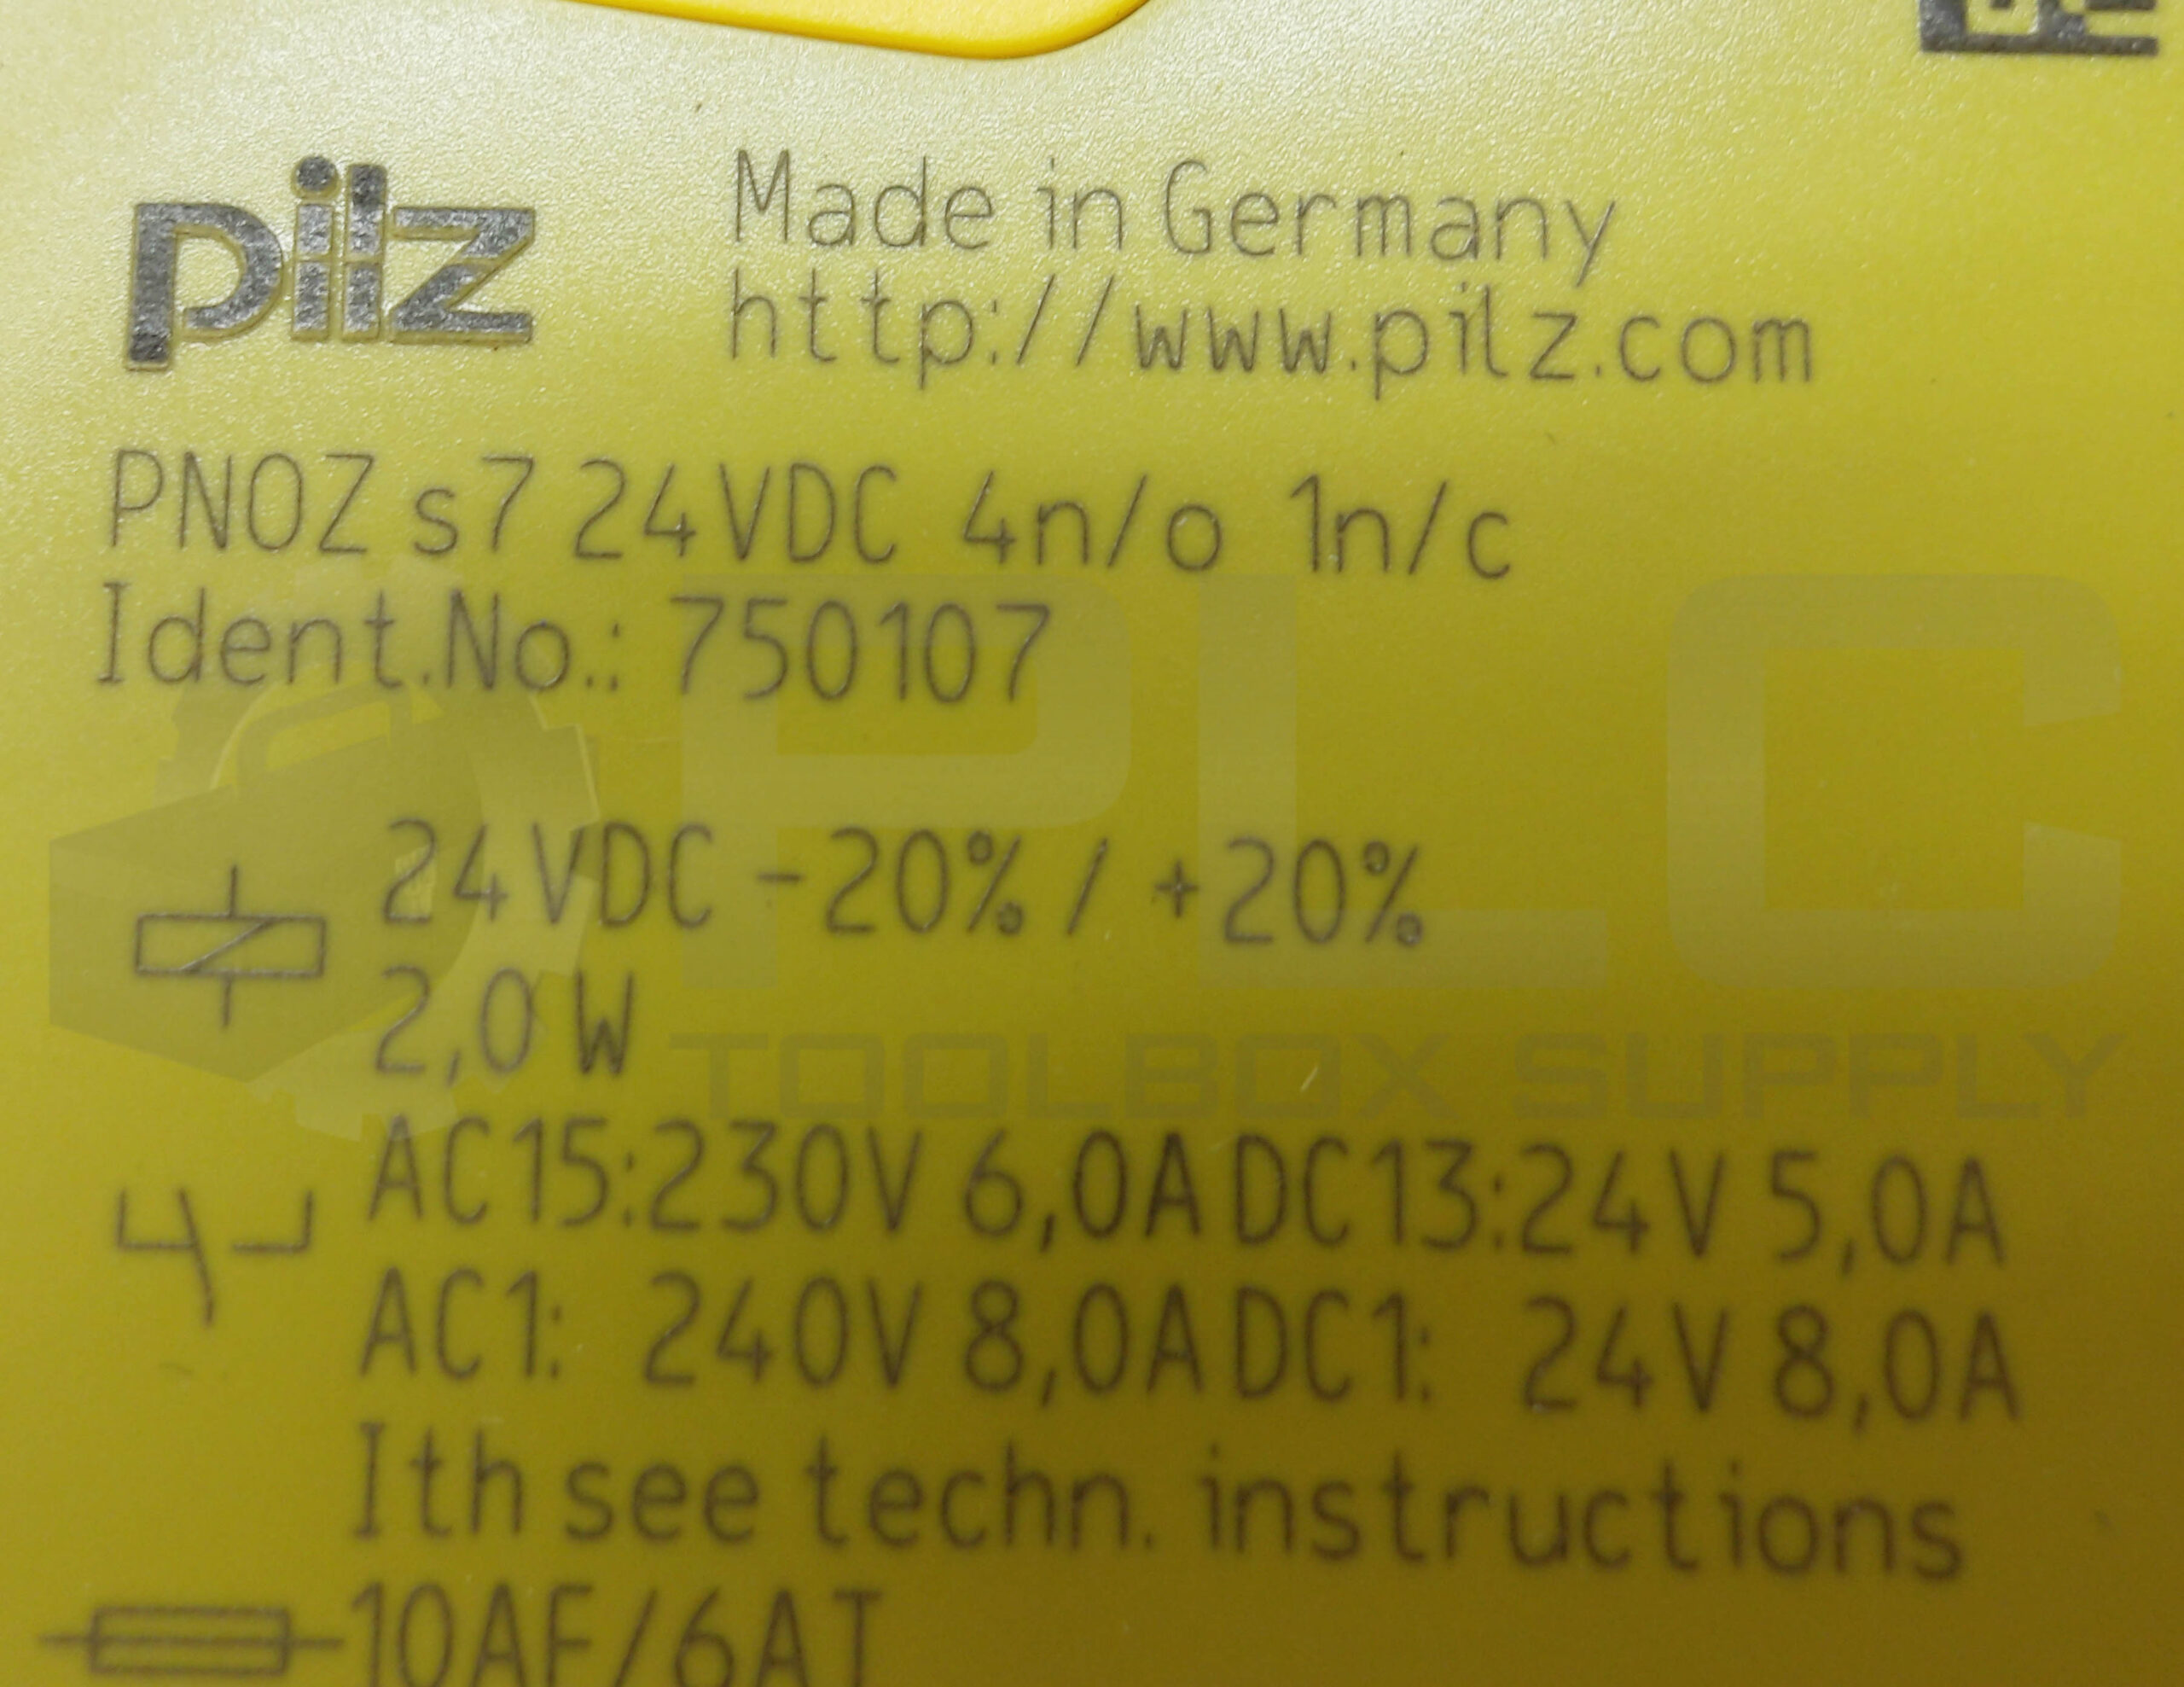 pilz
Made in Germany
http://www.pilz.com
PNOZ s7 24VDC 4n/o 1n/c
Ident.No.: 750107
24VDC -20% / +20%
2,0 W
AC15:230V 6,0A DC13:24V 5,0A
AC1: 240V 8,0A DC1: 24V 8,0A
Ith see techn. instructions
10AF/6AT
PLC
TOOLBOX SUPPLY